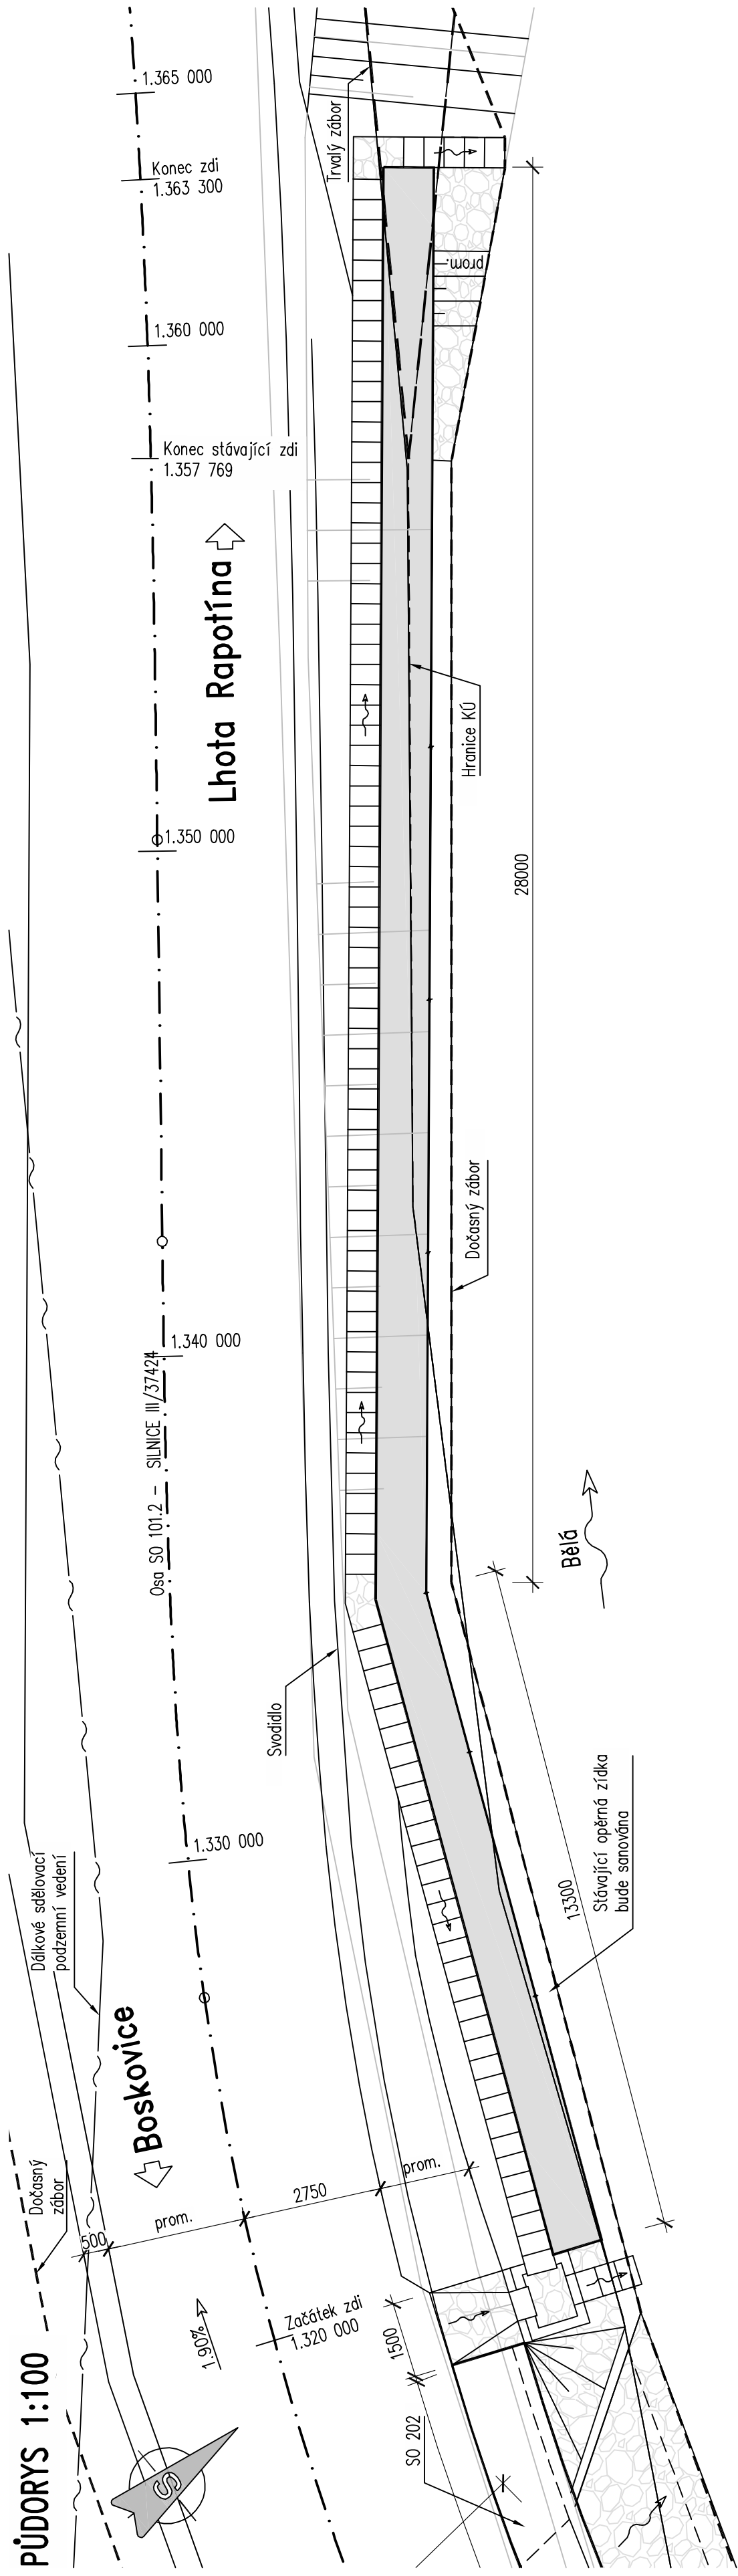 1.365 000
Trvalý zábor
Konec zdi
1.363 300
prom.
1.360 000
Konec stávající zdi
1.357 769
Lhota Rapotína
Hranice KÚ
1.350 000
28000
Dočasný zábor
1.340 000
Osa SO 101.2 - SILNICE III/37424
Bělá
Svodidlo
Stávající opěrná zídka
bude sanována
13300
1.330 000
Dálkové sdělovací
podzemní vedení
Boskovice
Dočasný
zábor
500
prom.
2750
prom.
Začátek zdi
1.320 000
1.90%
1500
SO 202
PŮDORYS 1:100
S